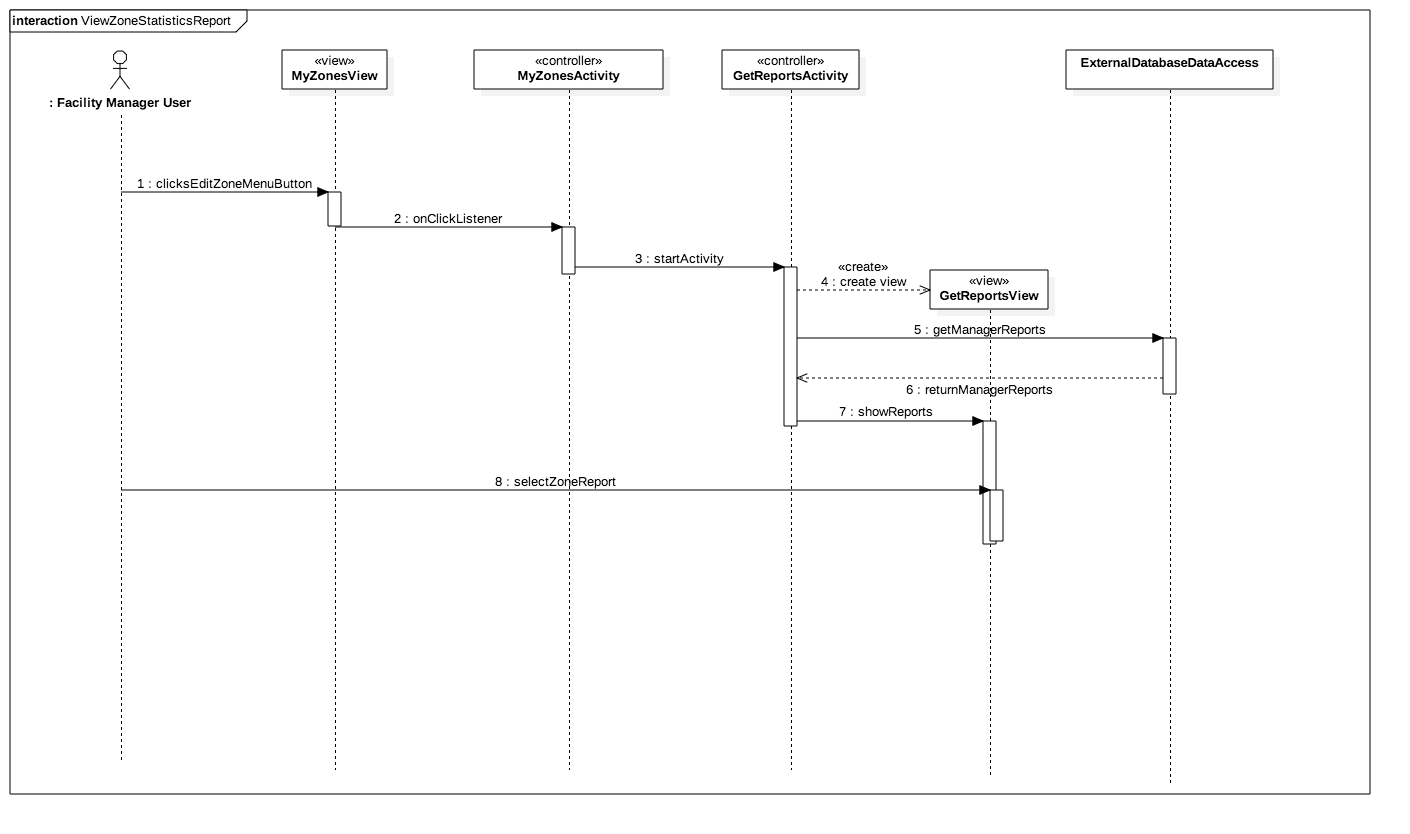 interaction ViewZoneStatisticsReport
: Facility Manager User
«view»
MyZonesView
«controller»
MyZonesActivity
«controller»
GetReportsActivity
ExternalDatabaseDataAccess
1 : clicksEditZoneMenuButton
2 : onClickListener
3 : startActivity
«create»
4 : create view
«view»
GetReportsView
5 : getManagerReports
6 : returnManagerReports
7 : showReports
8 : selectZoneReport